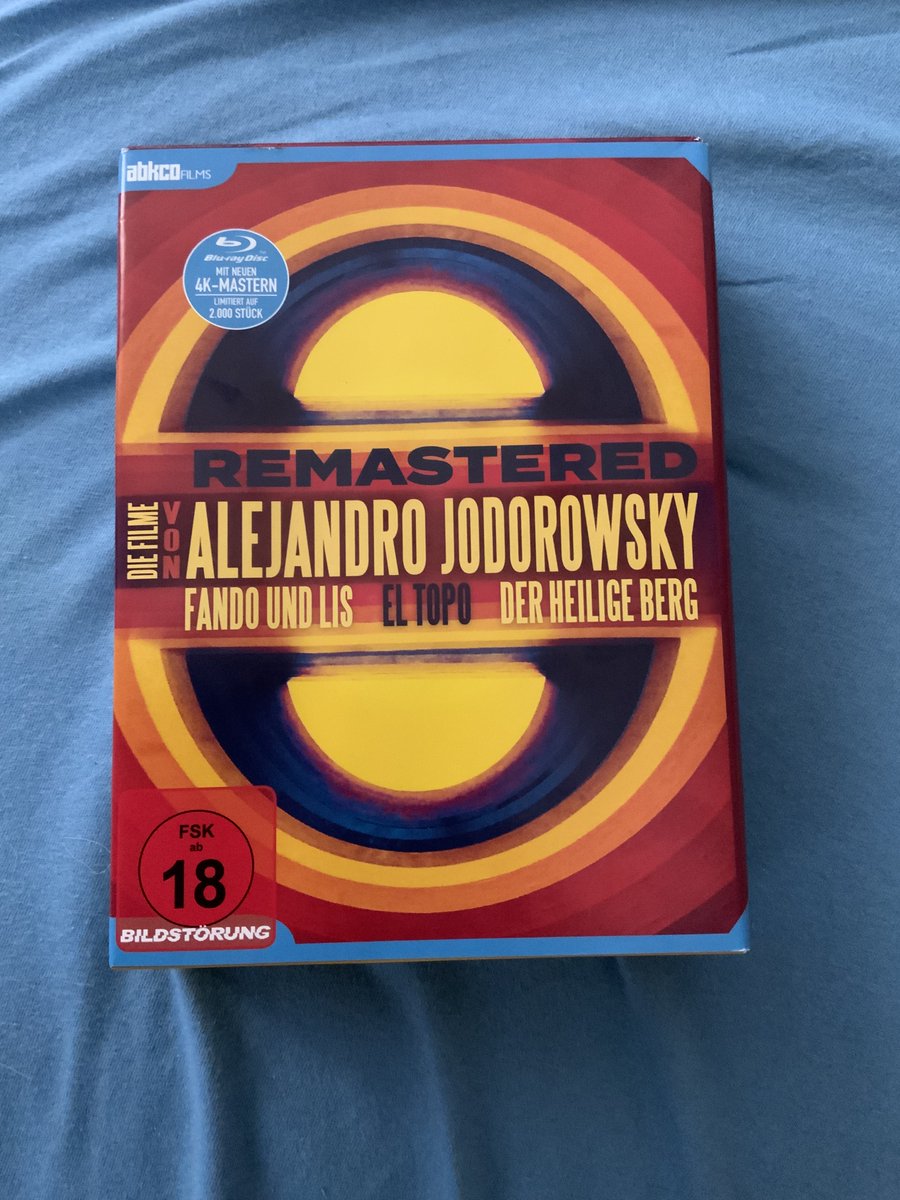 abkco FILMS
Blu-ray Disc
MIT NEUEN
4K-MASTERN
LIMITIERT AUF
2.000 STÜCK
REMASTERED
DIE FILME
VON
ALEJANDRO JODOROWSKY
FANDO UND LIS EL TOPO DER HEILIGE BERG
FSK
ab
18
BILDSTÖRUNG